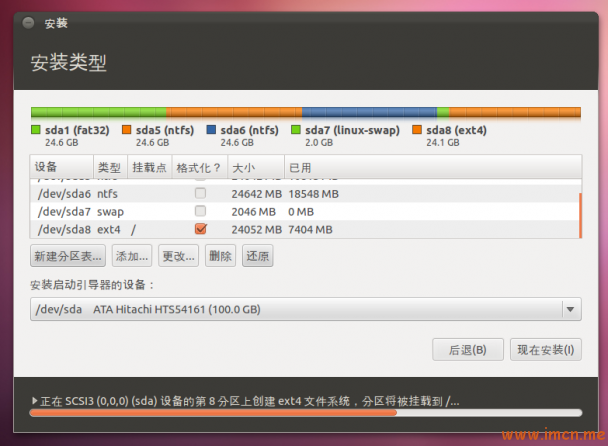 安装
安装类型
sda1 (fat32) sda5 (ntfs) sda6 (ntfs) sda7 (linux-swap) sda8 (ext4)
24.6 GB 24.6 GB 24.6 GB 2.0 GB 24.1 GB
设备 类型 挂载点 格式化？ 大小 已用
/dev/sda6 ntfs 24642 MB 18548 MB
/dev/sda7 swap 2046 MB 0 MB
/dev/sda8 ext4 / 24052 MB 7404 MB
新建分区表... 添加... 更改... 删除 还原
安装启动引导器的设备：
/dev/sda ATA Hitachi HTS54161 (100.0 GB)
后退(B) 现在安装(I)
正在 SCSI3 (0,0,0) (sda) 设备的第 8 分区上创建 ext4 文件系统，分区将被挂载到 /...
www.imcn.me